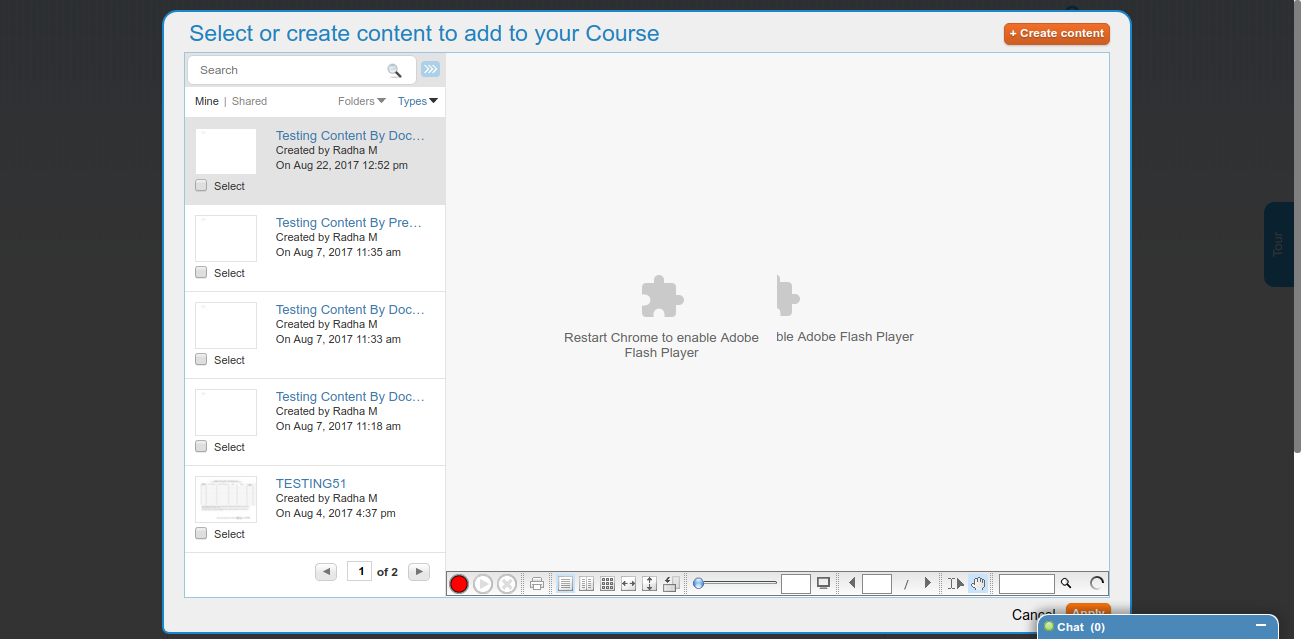 Select or create content to add to your Course
+ Create content
Search
Mine | Shared
Folders
Types
Testing Content By Doc...
Created by Radha M
On Aug 22, 2017 12:52 pm
Select
Testing Content By Pre...
Created by Radha M
On Aug 7, 2017 11:35 am
Select
Testing Content By Doc...
Created by Radha M
On Aug 7, 2017 11:33 am
Select
Testing Content By Doc...
Created by Radha M
On Aug 7, 2017 11:18 am
Select
TESTING51
Created by Radha M
On Aug 4, 2017 4:37 pm
Select
1 of 2
Restart Chrome to enable Adobe
Flash Player
ble Adobe Flash Player
/
Tour
Cancel
Apply
Chat (0)